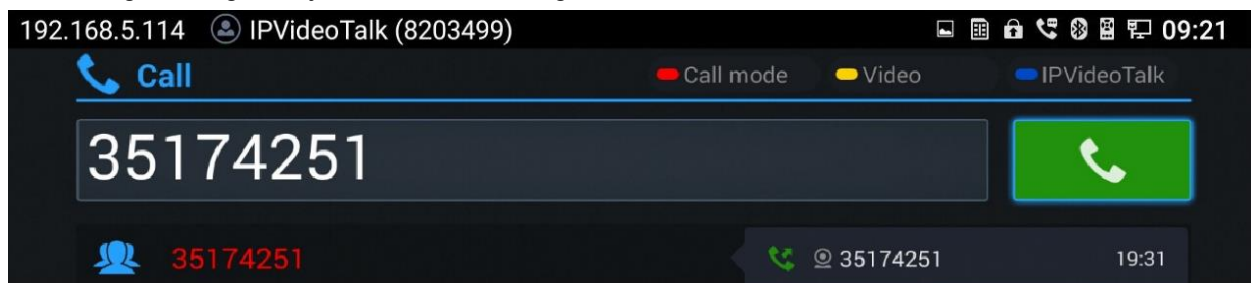 192.168.5.114 IPVideoTalk (8203499) 09:21
Call Call mode Video IPVideoTalk
35174251
35174251 35174251 19:31